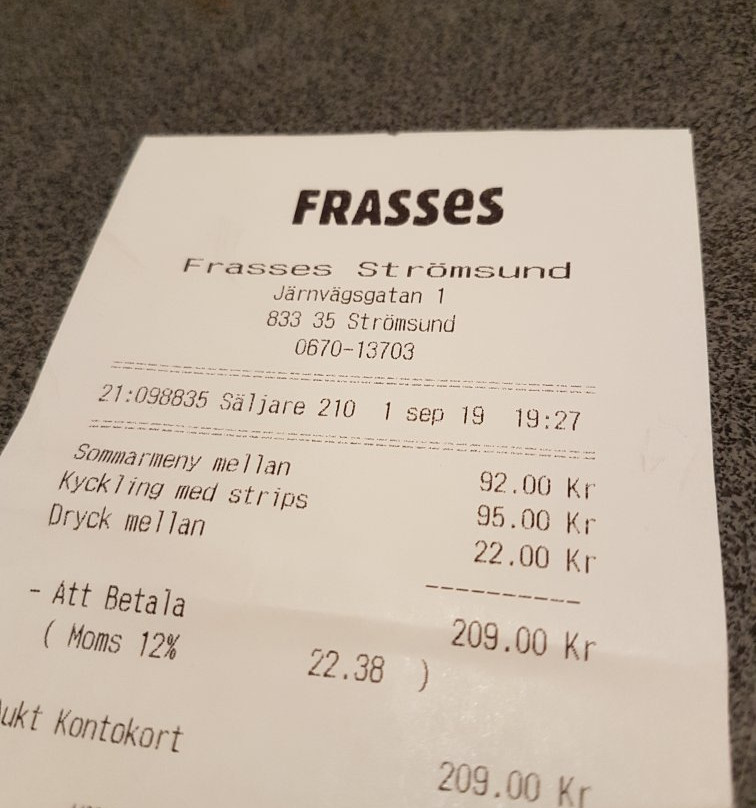 FRASSES
Frasses Strömsund
Järnvägsgatan 1
833 35 Strömsund
0670-13703
21:098835 Säljare 210 1 sep 19 19:27
Sommarmeny mellan 92.00 Kr
Kyckling med strips 95.00 Kr
Dryck mellan 22.00 Kr
----------
- Att Betala 209.00 Kr
( Moms 12% 22.38 )
ukt Kontokort 209.00 Kr